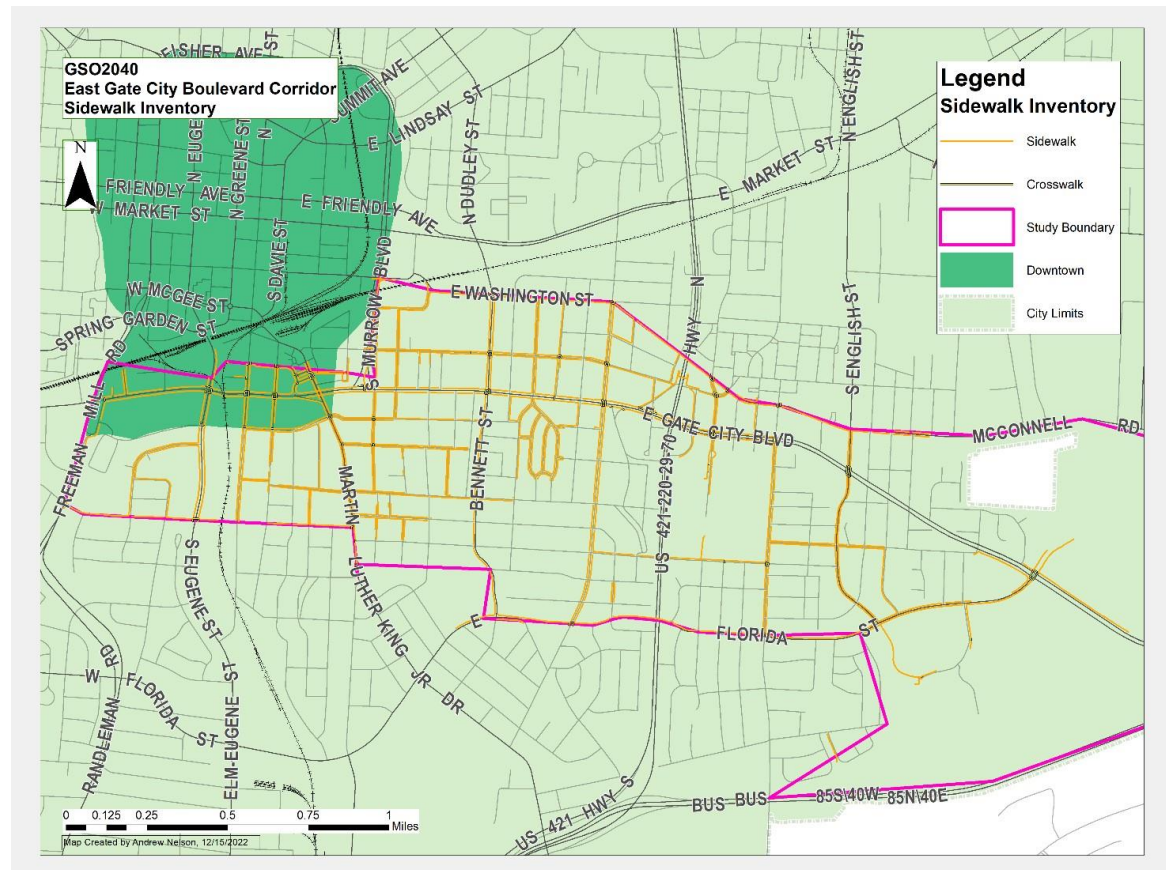 GSO2040
East Gate City Boulevard Corridor
Sidewalk Inventory
N
Legend
Sidewalk Inventory
Sidewalk
Crosswalk
Study Boundary
Downtown
City Limits
FISHER AVE
ST
SUMMIT AVE
E LINDSAY ST
N EUGE
N GREENE ST
N
N DUDLEY ST
N ENGLISH ST
E MARKET ST
FRIENDLY AVE
W MARKET ST
E FRIENDLY AVE
S DAVIE ST
W MCGEE ST
SPRING GARDEN ST
S MURROW BLVD
E WASHINGTON ST
HWY N
S ENGLISH ST
FREEMAN MILL RD
E GATE CITY BLVD
MCCONNELL RD
BENNETT ST
MARTIN LUTHER KING JR DR
US 421-220-29-70
S EUGENE ST
E FLORIDA ST
W FLORIDA ST
RANDLEMAN RD
ELM-EUGENE ST
US 421 HWY S
BUS BUS 85S\40W 85N\40E
0 0.125 0.25 0.5 0.75 1
Miles
Map Created by Andrew Nelson, 12/15/2022